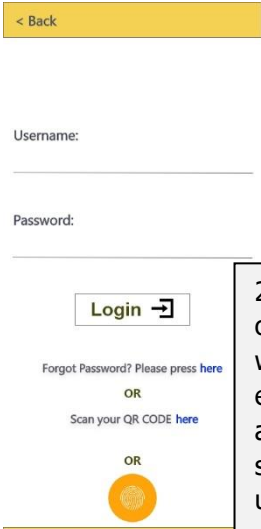 < Back
Username:
Password:
Login
Forgot Password? Please press here
OR
Scan your QR CODE here
OR